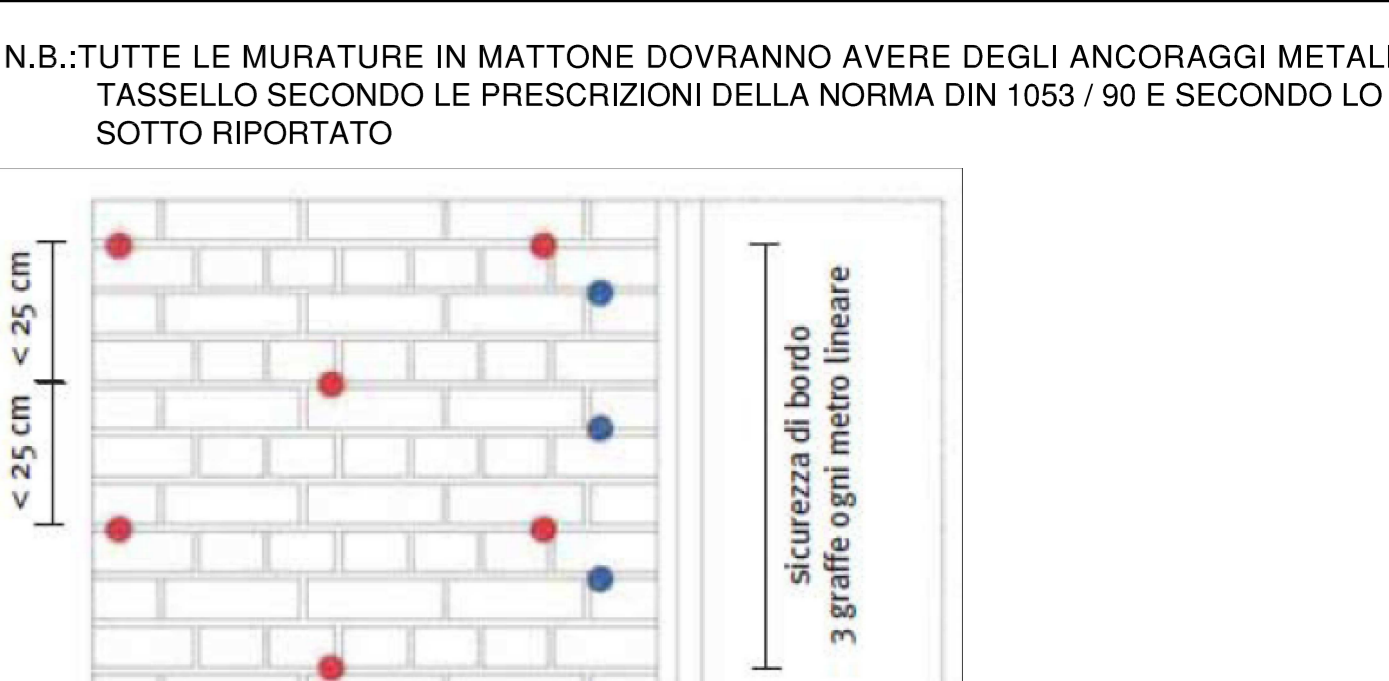 N.B.:TUTTE LE MURATURE IN MATTONE DOVRANNO AVERE DEGLI ANCORAGGI
TASSELLO SECONDO LE PRESCRIZIONI DELLA NORMA DIN 1053 / 90 E SECONDO LO
SOTTO RIPORTATO
< 25 cm
< 25 cm
sicurezza di bordo
3 graffe ogni metro lineare